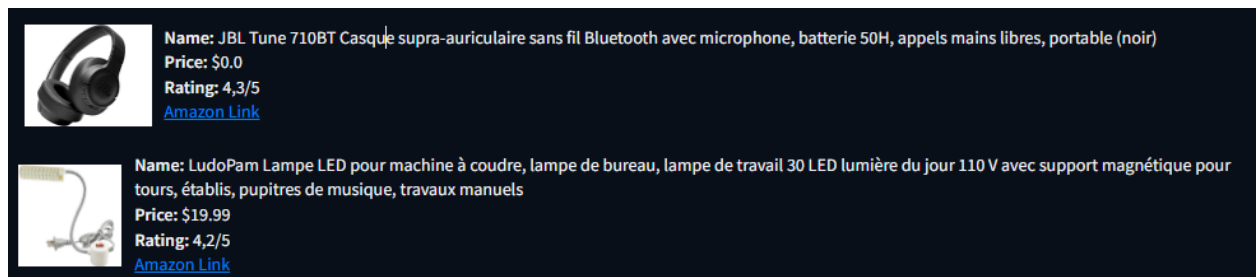 Name: JBL Tune 710BT Casque supra-auriculaire sans fil Bluetooth avec microphone, batterie 50H, appels mains libres, portable (noir)
Price: $0.0
Rating: 4,3/5
Amazon Link
Name: LudoPam Lampe LED pour machine à coudre, lampe de bureau, lampe de travail 30 LED lumière du jour 110 V avec support magnétique pour
tours, établis, pupitres de musique, travaux manuels
Price: $19.99
Rating: 4,2/5
Amazon Link